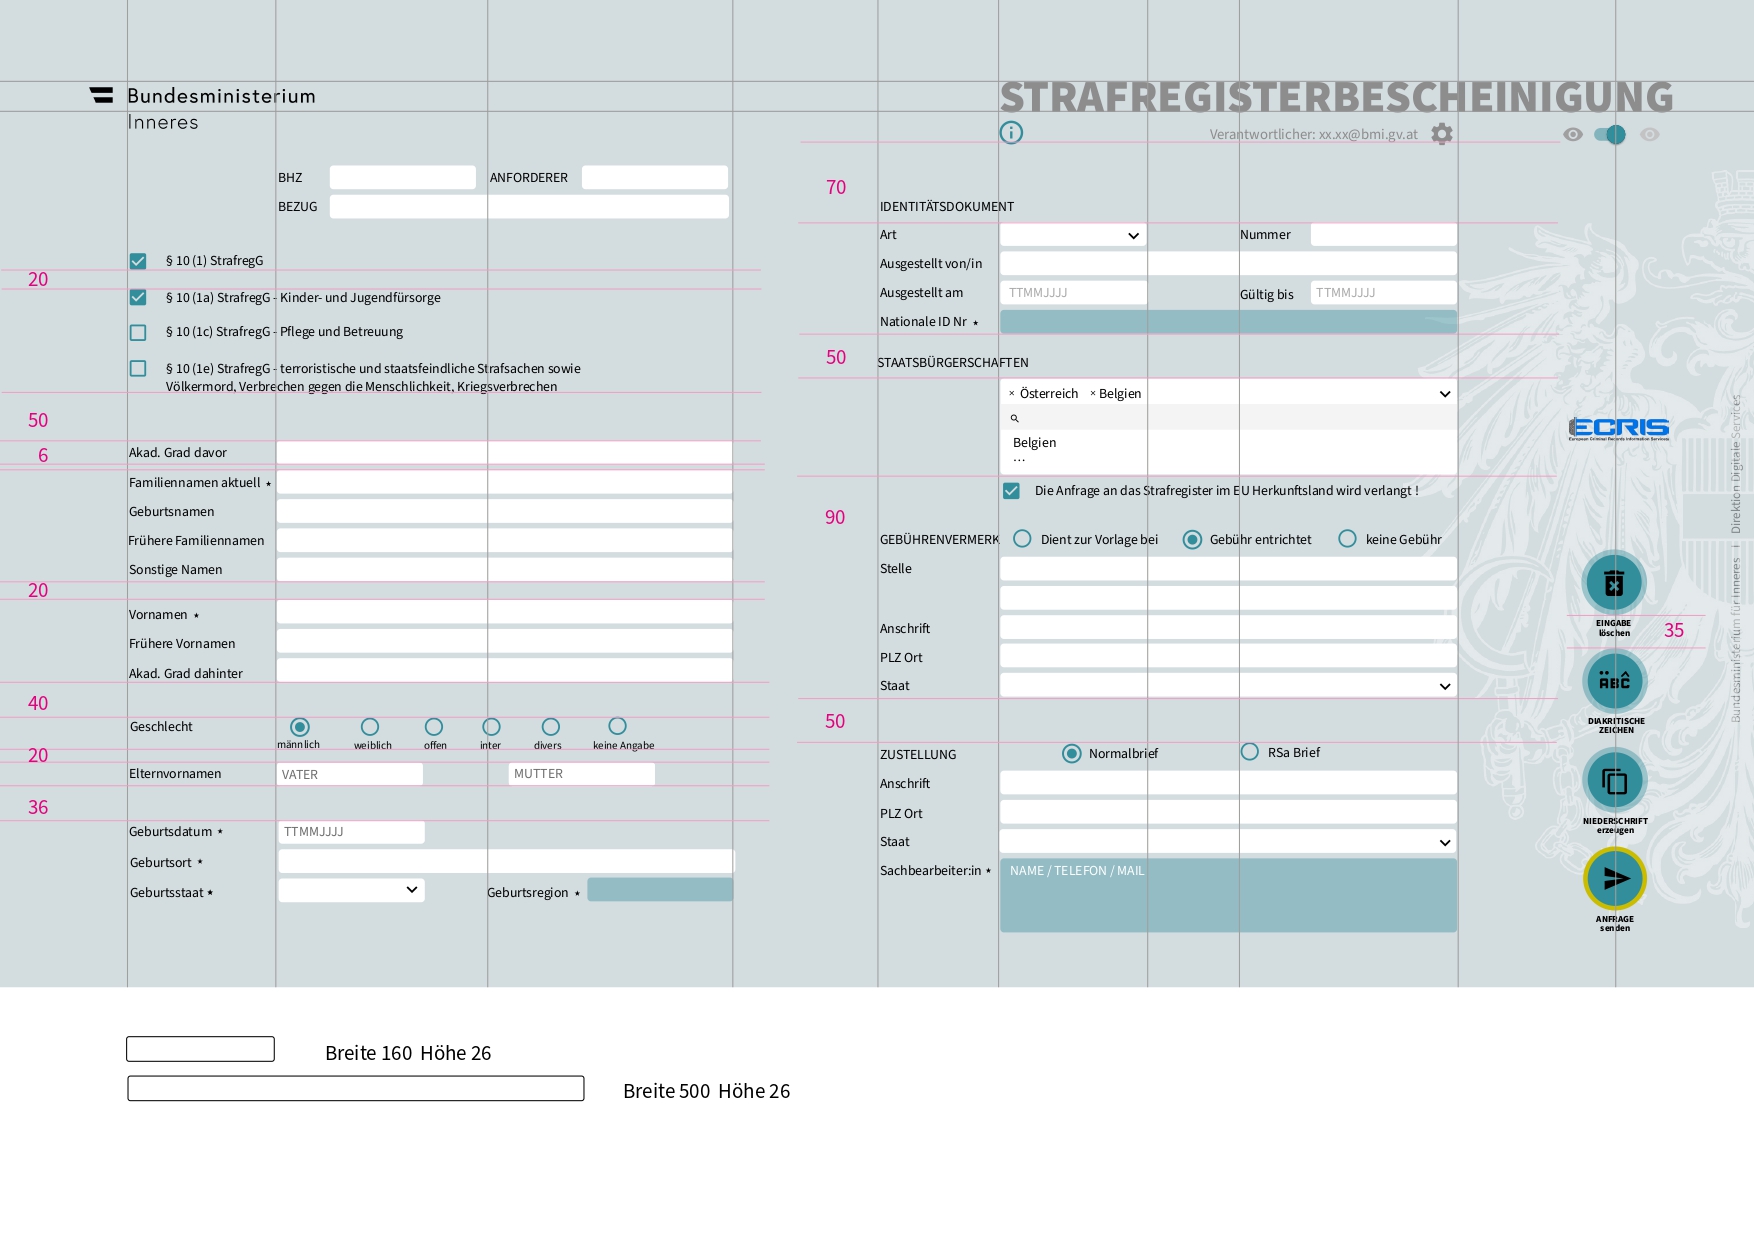 Bundesministerium
Inneres
BHZ
ANFORDERER
BEZUG
§ 10 (1) StrafregG
20
§ 10 (1a) StrafregG - Kinder- und Jugendfürsorge
§ 10 (1c) StrafregG - Pflege und Betreuung
§ 10 (1e) StrafregG - terroristische und staatsfeindliche Strafsachen sowie
Völkermord, Verbrechen gegen die Menschlichkeit, Kriegsverbrechen
50
6
Akad. Grad davor
Familiennamen aktuell ⋆
Geburtsnamen
Frühere Familiennamen
Sonstige Namen
20
Vornamen ⋆
Frühere Vornamen
Akad. Grad dahinter
40
Geschlecht
männlich
weiblich
offen
inter
divers
keine Angabe
20
Elternvornamen
VATER
MUTTER
36
Geburtsdatum ⋆
TTMMJJJJ
Geburtsort ⋆
Geburtsstaat ⋆
Geburtsregion ⋆
STRAFREGISTERBESCHEINIGUNG
Verantwortlicher: xx.xx@bmi.gv.at
70
IDENTITÄTSDOKUMENT
Art
Nummer
Ausgestellt von/in
Ausgestellt am
TTMMJJJJ
Gültig bis
TTMMJJJJ
Nationale ID Nr ⋆
50
STAATSBÜRGERSCHAFTEN
× Österreich × Belgien
Belgien
...
Die Anfrage an das Strafregister im EU Herkunftsland wird verlangt !
90
GEBÜHRENVERMERK
Dient zur Vorlage bei
Gebühr entrichtet
keine Gebühr
Stelle
Anschrift
PLZ Ort
Staat
50
ZUSTELLUNG
Normalbrief
RSa Brief
Anschrift
PLZ Ort
Staat
Sachbearbeiter:in ⋆
NAME / TELEFON / MAIL
ECRIS
European Criminal Records Information Services
EINGABE
löschen
35
ÄBĈ
DIAKRITISCHE
ZEICHEN
NIEDERSCHRIFT
erzeugen
ANFRAGE
senden
Bundesministerium für Inneres I Direktion Digitale Services
Breite 160 Höhe 26
Breite 500 Höhe 26